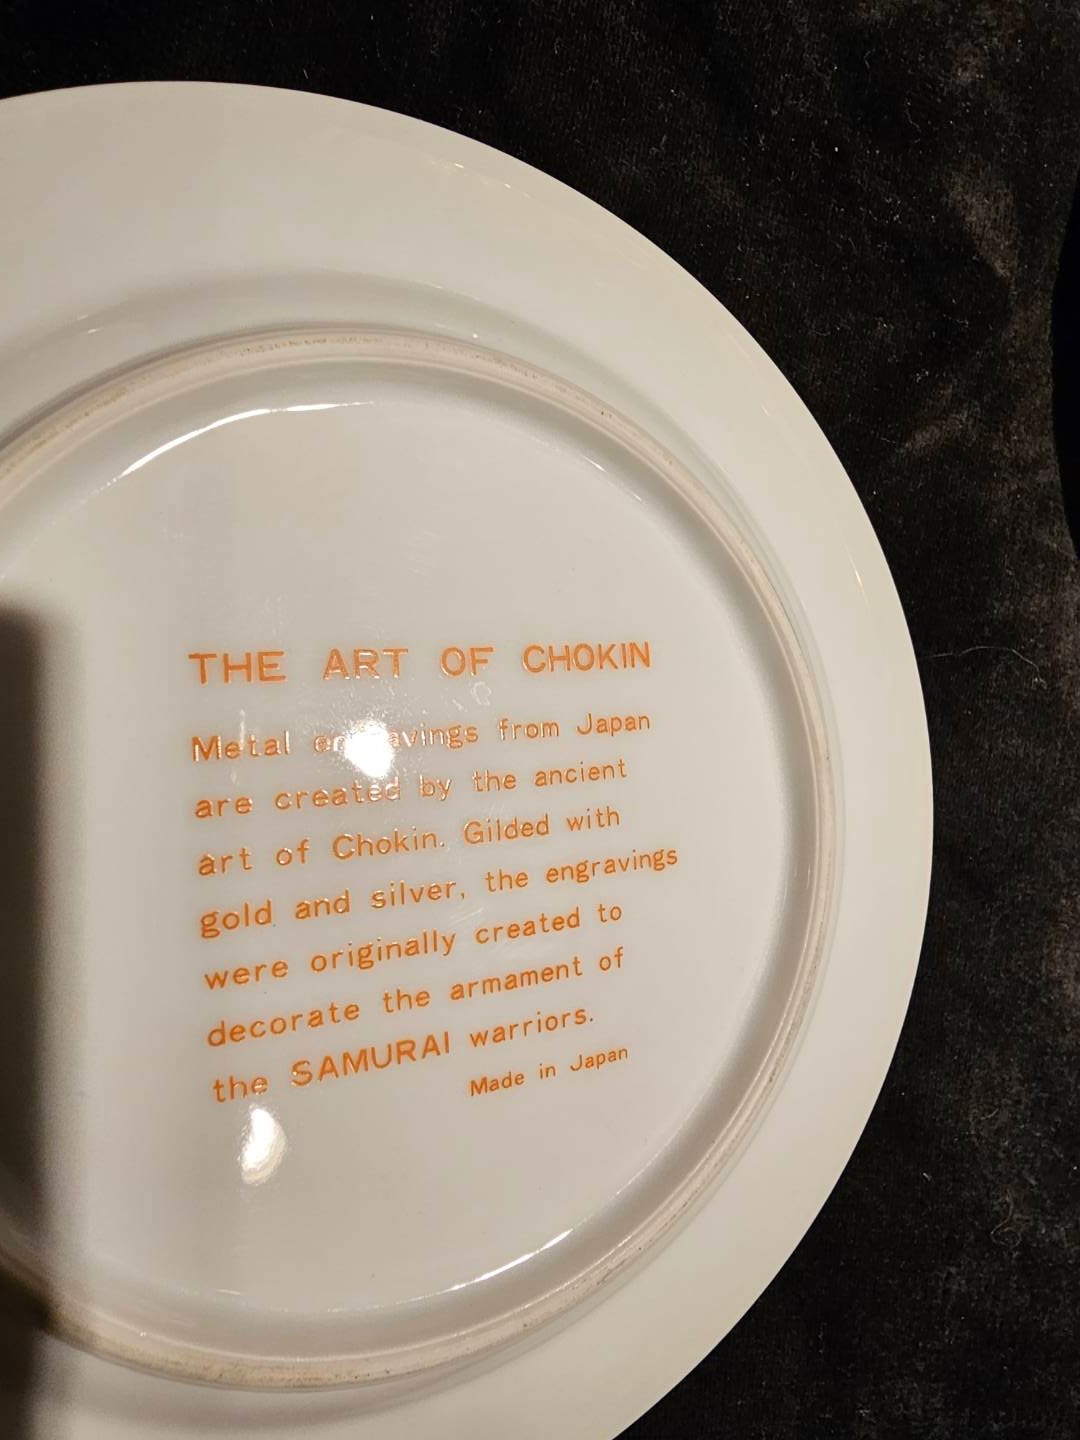 THE ART OF CHOKIN
Metal engravings from Japan
are created by the ancient
art of Chokin. Gilded with
gold and silver, the engravings
were originally created to
decorate the armament of
the SAMURAI warriors.
Made in Japan